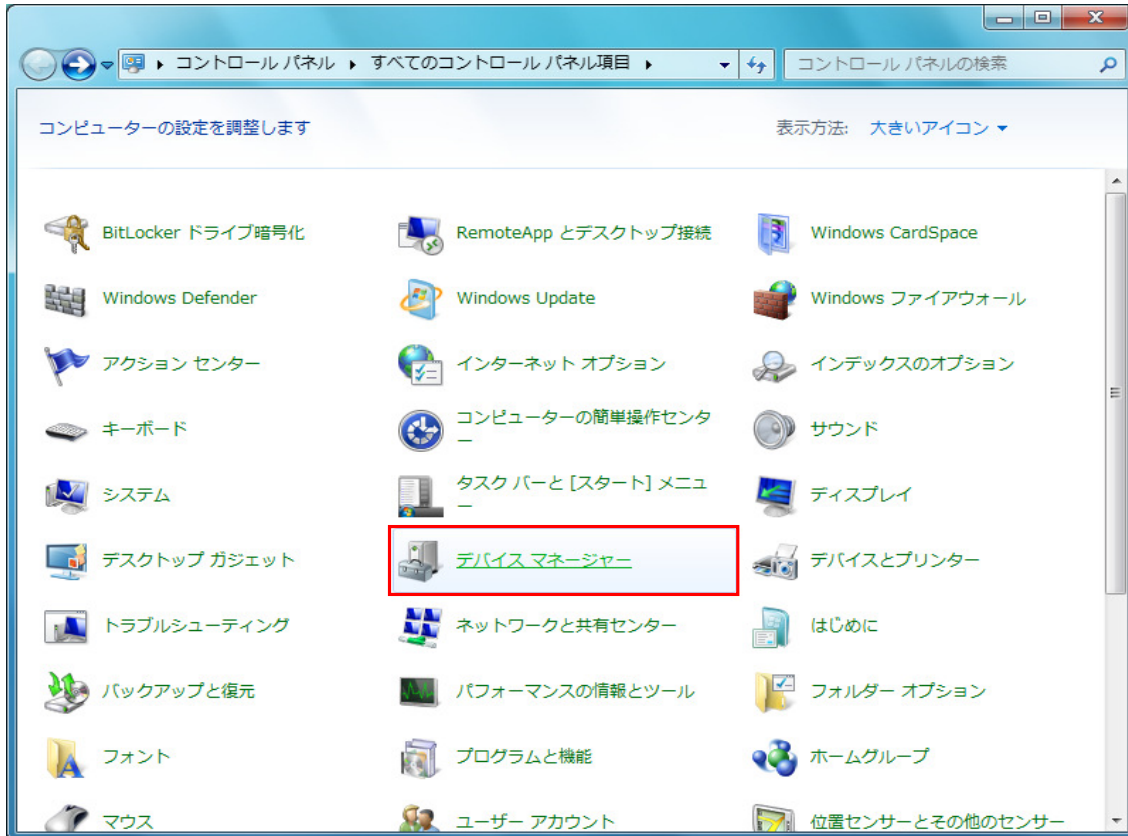 コントロール パネル ▸ すべてのコントロール パネル項目 ▸ コントロール パネルの検索
コンピューターの設定を調整します 表示方法: 大きいアイコン
BitLocker ドライブ暗号化 RemoteApp とデスクトップ接続 Windows CardSpace
Windows Defender Windows Update Windows ファイアウォール
アクション センター インターネット オプション インデックスのオプション
キーボード コンピューターの簡単操作センタ
ー サウンド
システム タスク バーと [スタート] メニュ
ー ディスプレイ
デスクトップ ガジェット デバイス マネージャー デバイスとプリンター
トラブルシューティング ネットワークと共有センター はじめに
バックアップと復元 パフォーマンスの情報とツール フォルダー オプション
フォント プログラムと機能 ホームグループ
マウス ユーザー アカウント 位置センサーとその他のセンサー